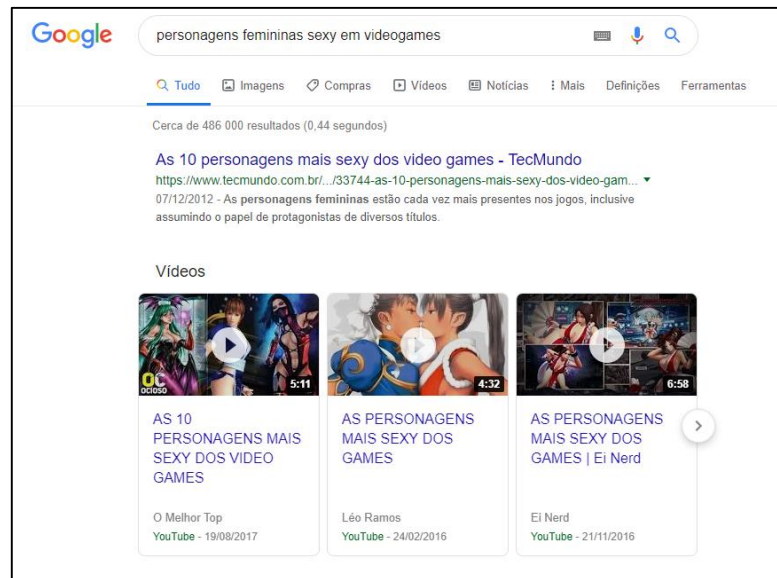 Google
personagens femininas sexy em videogames
Tudo Imagens Compras Vídeos Notícias Mais Definições Ferramentas
Cerca de 486 000 resultados (0,44 segundos)
As 10 personagens mais sexy dos video games - TecMundo
https://www.tecmundo.com.br/.../33744-as-10-personagens-mais-sexy-dos-video-gam...
07/12/2012 - As personagens femininas estão cada vez mais presentes nos jogos, inclusive
assumindo o papel de protagonistas de diversos títulos.
Vídeos
OC
OCIOSO
5:11
4:32
6:58
AS 10
PERSONAGENS MAIS
SEXY DOS VIDEO
GAMES
O Melhor Top
YouTube - 19/08/2017
AS PERSONAGENS
MAIS SEXY DOS
GAMES
Léo Ramos
YouTube - 24/02/2016
AS PERSONAGENS
MAIS SEXY DOS
GAMES | Ei Nerd
Ei Nerd
YouTube - 21/11/2016